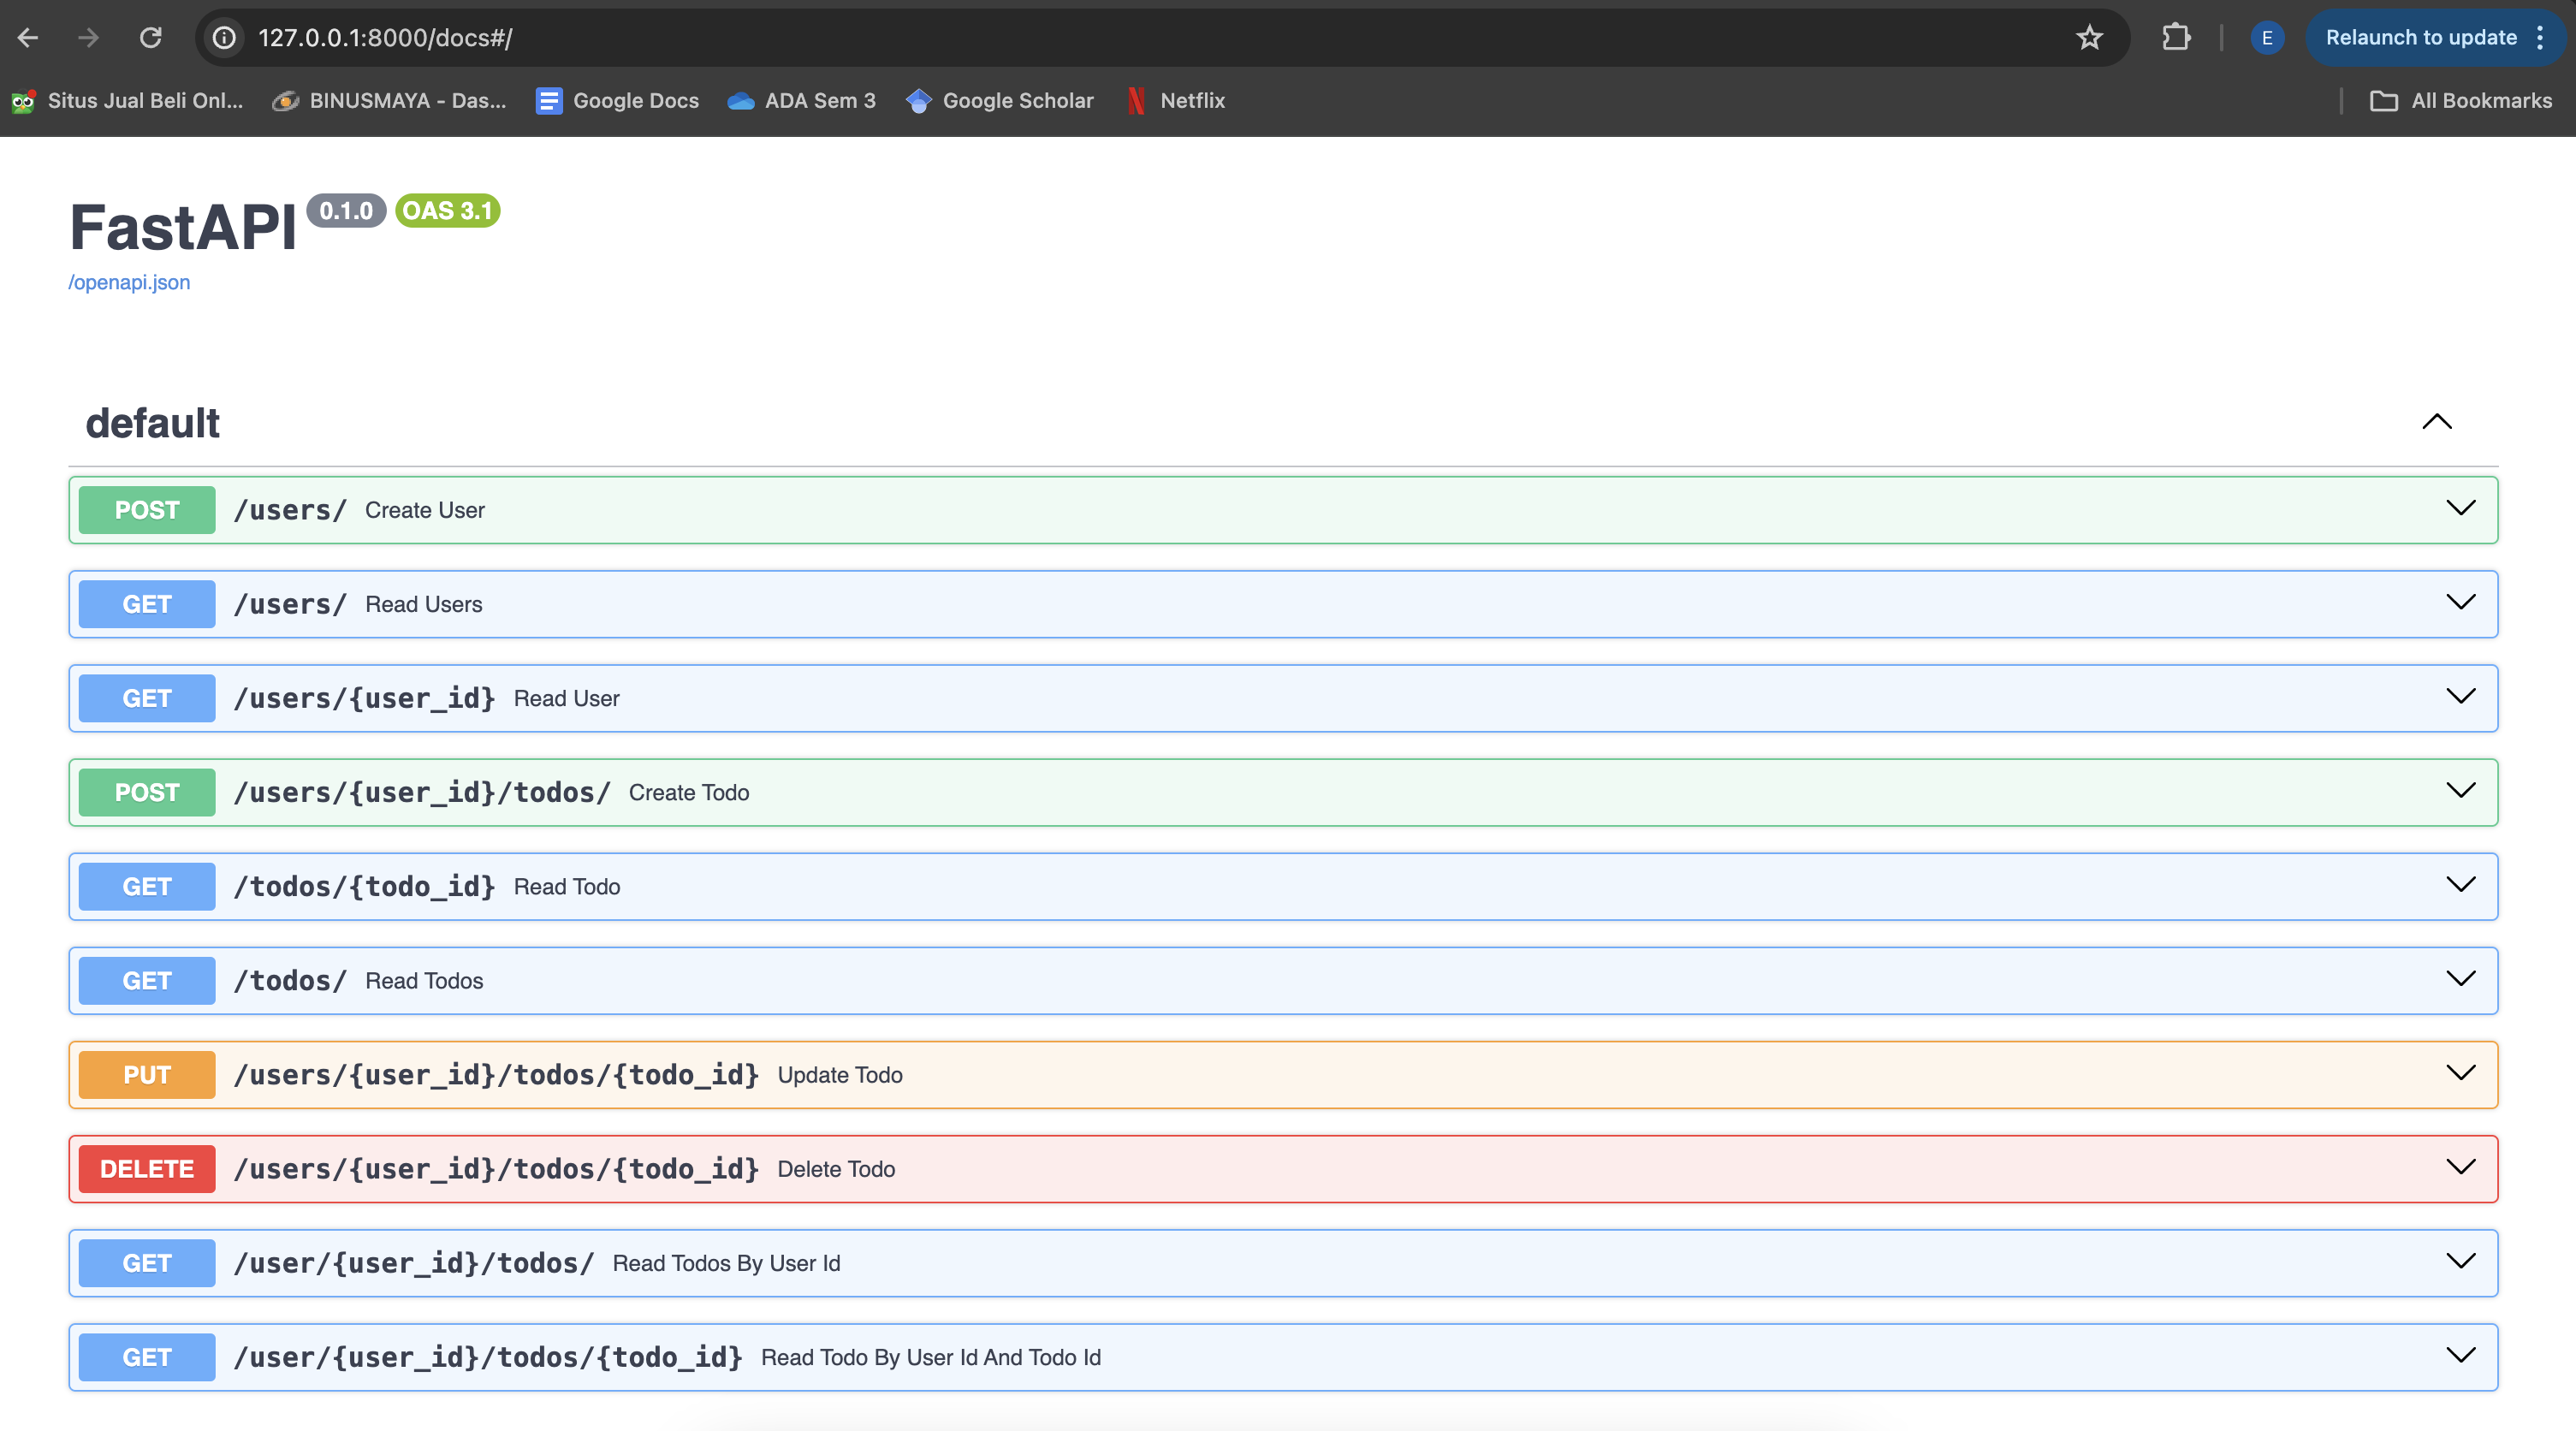 127.0.0.1:8000/docs#/
E
Relaunch to update
Situs Jual Beli Onl...
BINUSMAYA - Das...
Google Docs
ADA Sem 3
Google Scholar
Netflix
All Bookmarks
FastAPI 0.1.0 OAS 3.1
/openapi.json
default
POST /users/ Create User
GET /users/ Read Users
GET /users/{user_id} Read User
POST /users/{user_id}/todos/ Create Todo
GET /todos/{todo_id} Read Todo
GET /todos/ Read Todos
PUT /users/{user_id}/todos/{todo_id} Update Todo
DELETE /users/{user_id}/todos/{todo_id} Delete Todo
GET /user/{user_id}/todos/ Read Todos By User Id
GET /user/{user_id}/todos/{todo_id} Read Todo By User Id And Todo Id